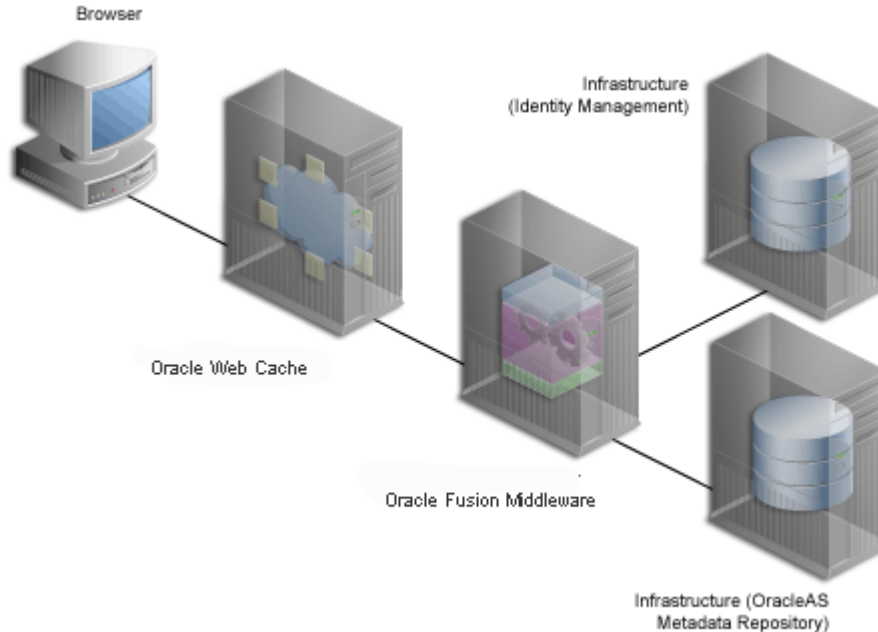 Browser
Infrastructure
(Identity Management)
Oracle Web Cache
Oracle Fusion Middleware
Infrastructure (OracleAS
Metadata Repository)